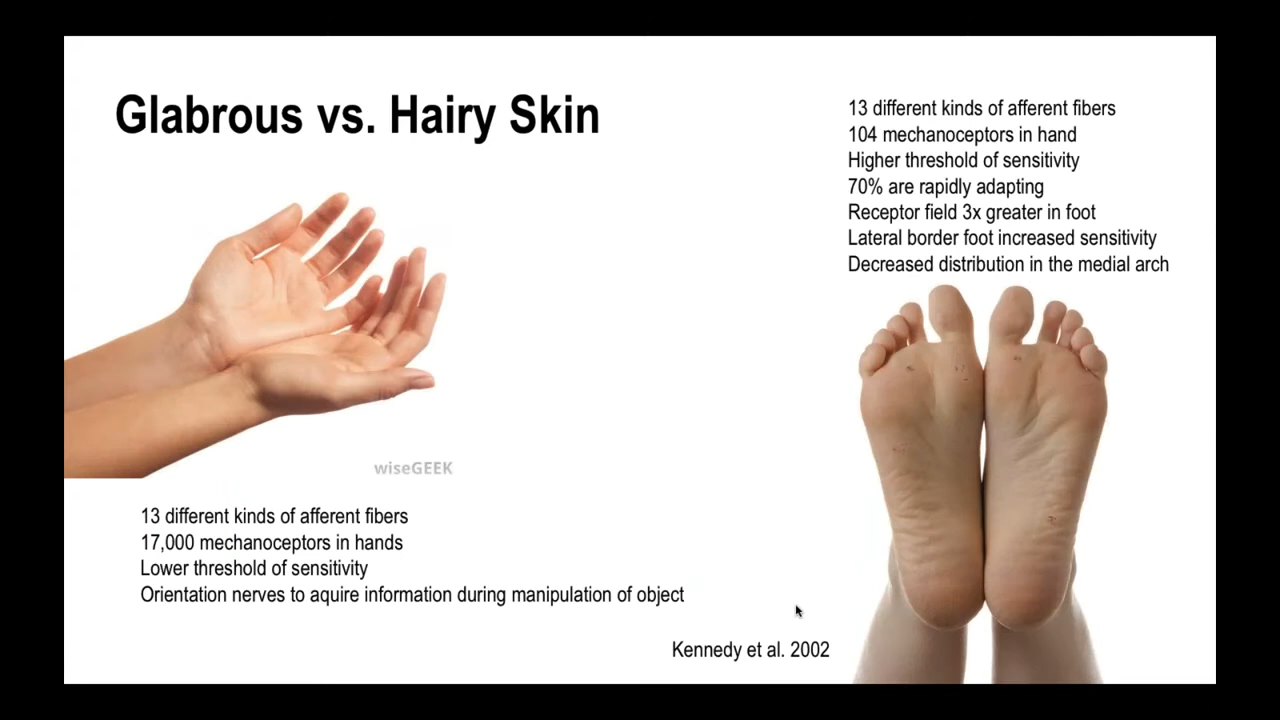 Glabrous vs. Hairy Skin
13 different kinds of afferent fibers
104 mechanoceptors in hand
Higher threshold of sensitivity
70% are rapidly adapting
Receptor field 3x greater in foot
Lateral border foot increased sensitivity
Decreased distribution in the medial arch
wiseGEEK
13 different kinds of afferent fibers
17,000 mechanoceptors in hands
Lower threshold of sensitivity
Orientation nerves to aquire information during manipulation of object
Kennedy et al. 2002